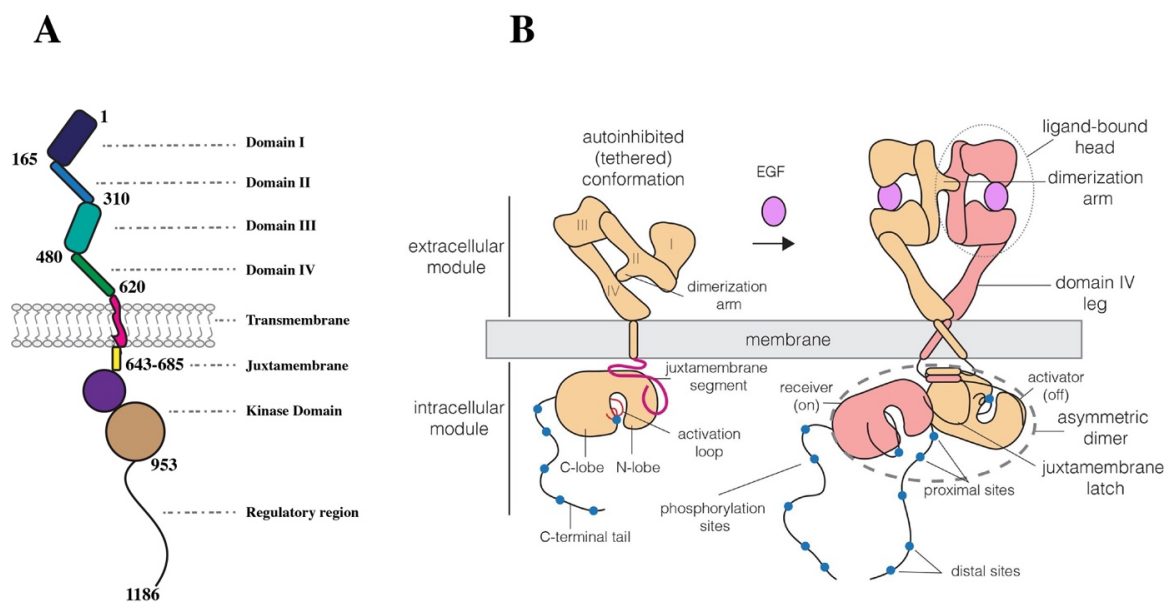 A
1
165
Domain I
Domain II
310
Domain III
480
Domain IV
620
Transmembrane
643-685
Juxtamembrane
Kinase Domain
953
Regulatory region
1186
B
autoinhibited
(tethered)
conformation
EGF
ligand-bound
head
dimerization
arm
extracellular
module
III
II
I
IV
dimerization
arm
domain IV
leg
membrane
juxtamembrane
segment
receiver
(on)
activator
(off)
intracellular
module
activation
loop
C-lobe
N-lobe
asymmetric
dimer
juxtamembrane
latch
proximal sites
phosphorylation
sites
C-terminal tail
distal sites